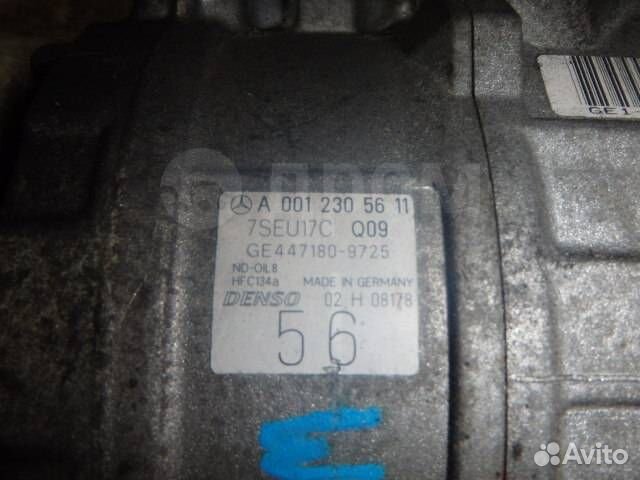 A 001 230 56 11
7SEU17C Q09
GE447180-9725
ND-OIL8
HFC134a MADE IN GERMANY
DENSO 02 H 08178
56
GE1-
Avito